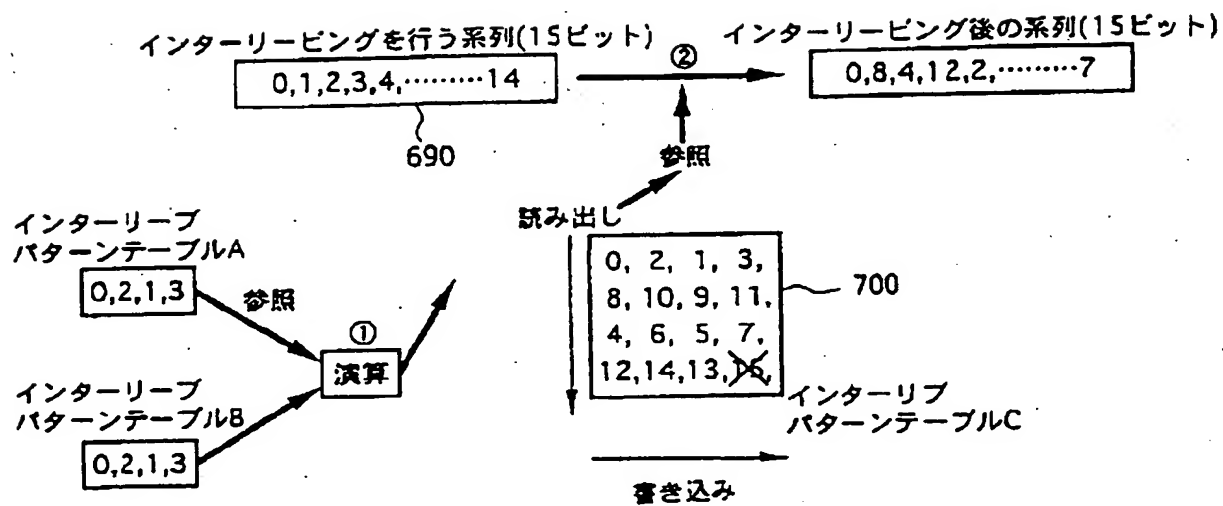 インターリービングを行う系列(15ビット)
0,1,2,3,4,………14
690
②
インターリービング後の系列(15ビット)
0,8,4,12,2,………7
参照
読み出し
インターリーブ
パターンテーブルA
0,2,1,3
参照
①
演算
インターリーブ
パターンテーブルB
0,2,1,3
0, 2, 1, 3,
8, 10, 9, 11,
4, 6, 5, 7,
12,14,13,15,
700
インターリブ
パターンテーブルC
書き込み